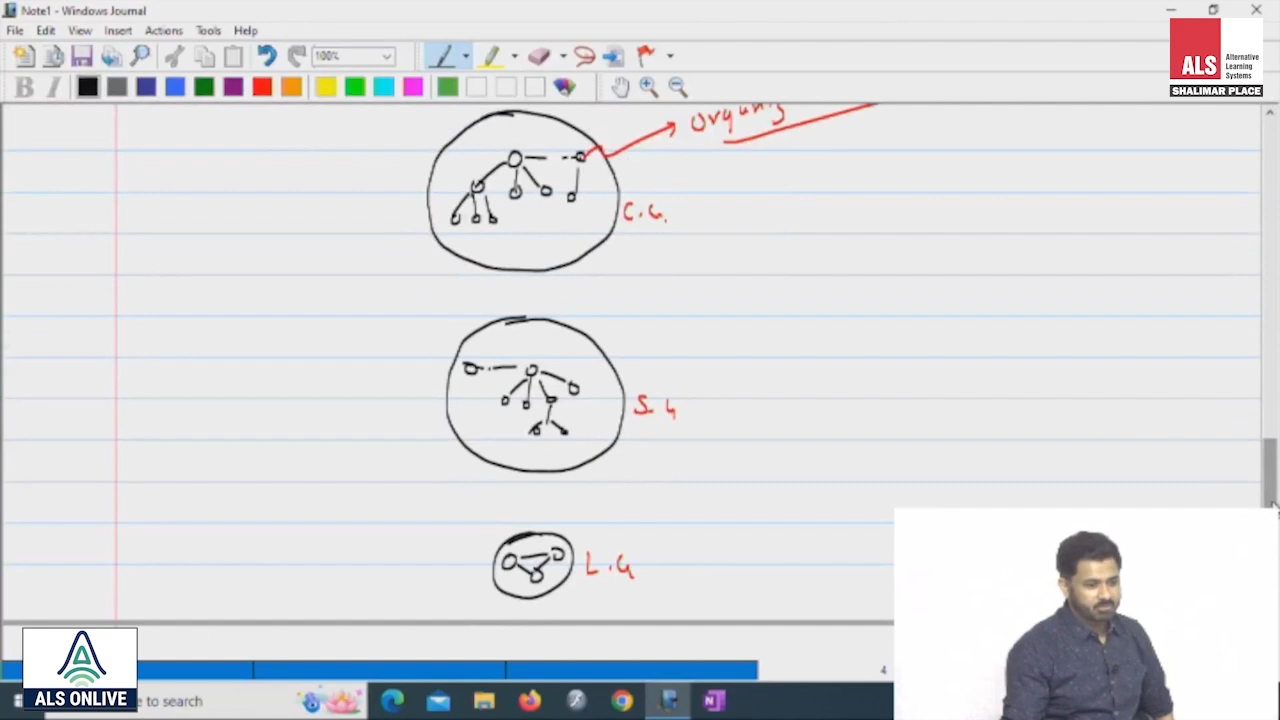 Note1 - Windows Journal
File Edit View Insert Actions Tools Help
100%
B I
ALS
Alternative
Learning
Systems
SHALIMAR PLACE
C.G.
S.G
L.G
4
ALS ONLIVE
e to search